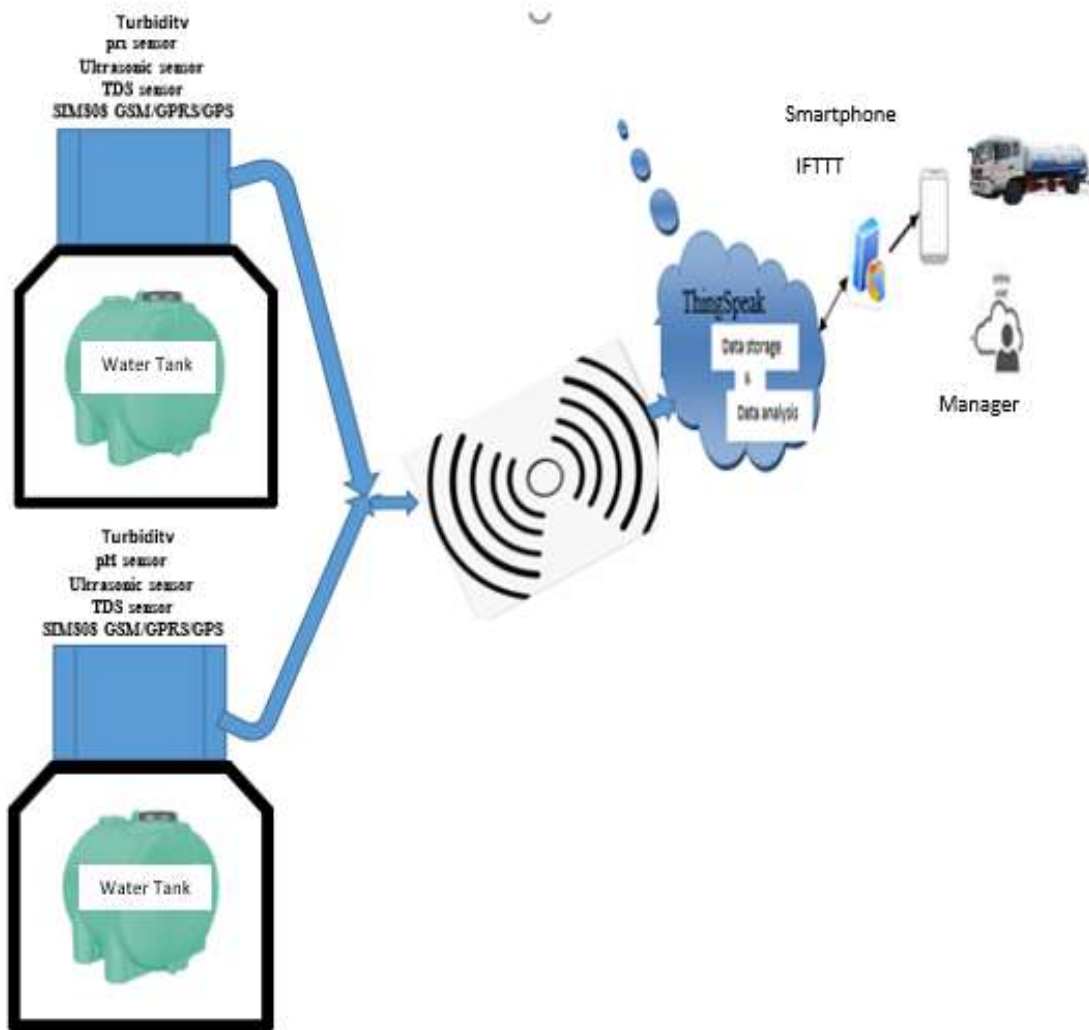 Turbidity
pH sensor
Ultrasonic sensor
TDS sensor
SIM808 GSM/GPRS/GPS
Water Tank
Turbidity
pH sensor
Ultrasonic sensor
TDS sensor
SIM808 GSM/GPRS/GPS
Water Tank
ThingSpeak
Data storage
&
Data analysis
Smartphone
IFTTT
Manager